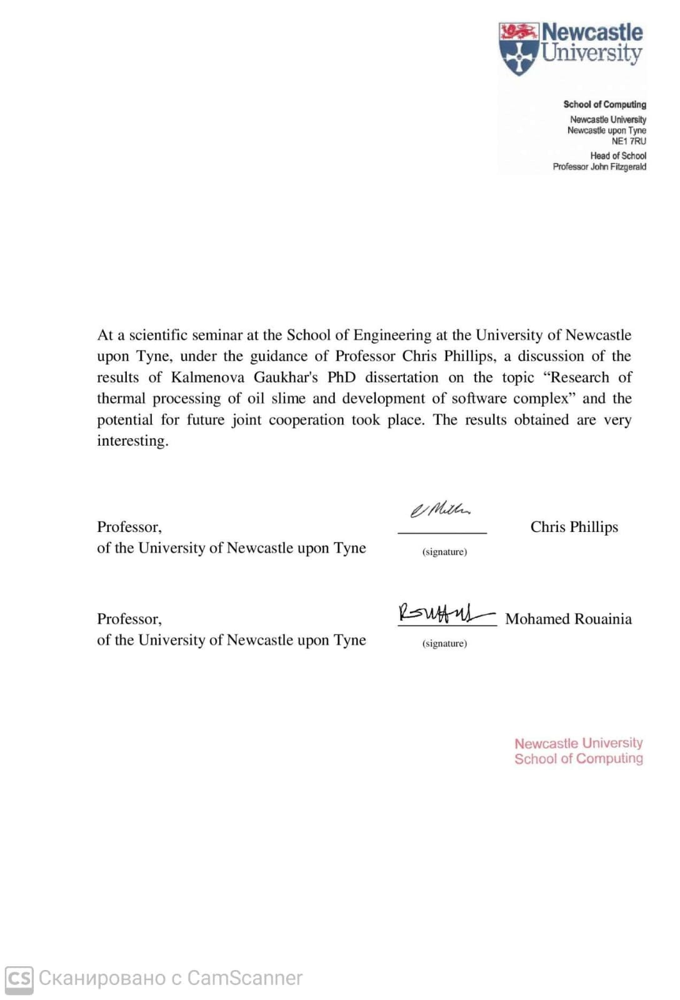 Newcastle
University
School of Computing
Newcastle University
Newcastle upon Tyne
NE1 7RU
Head of School
Professor John Fitzgerald
At a scientific seminar at the School of Engineering at the University of Newcastle
upon Tyne, under the guidance of Professor Chris Phillips, a discussion of the
results of Kalmenova Gaukhar's PhD dissertation on the topic “Research of
thermal processing of oil slime and development of software complex” and the
potential for future joint cooperation took place. The results obtained are very
interesting.
Professor,
of the University of Newcastle upon Tyne
(signature)
Chris Phillips
Professor,
of the University of Newcastle upon Tyne
(signature)
Mohamed Rouainia
Newcastle University
School of Computing
CS Сканировано с CamScanner